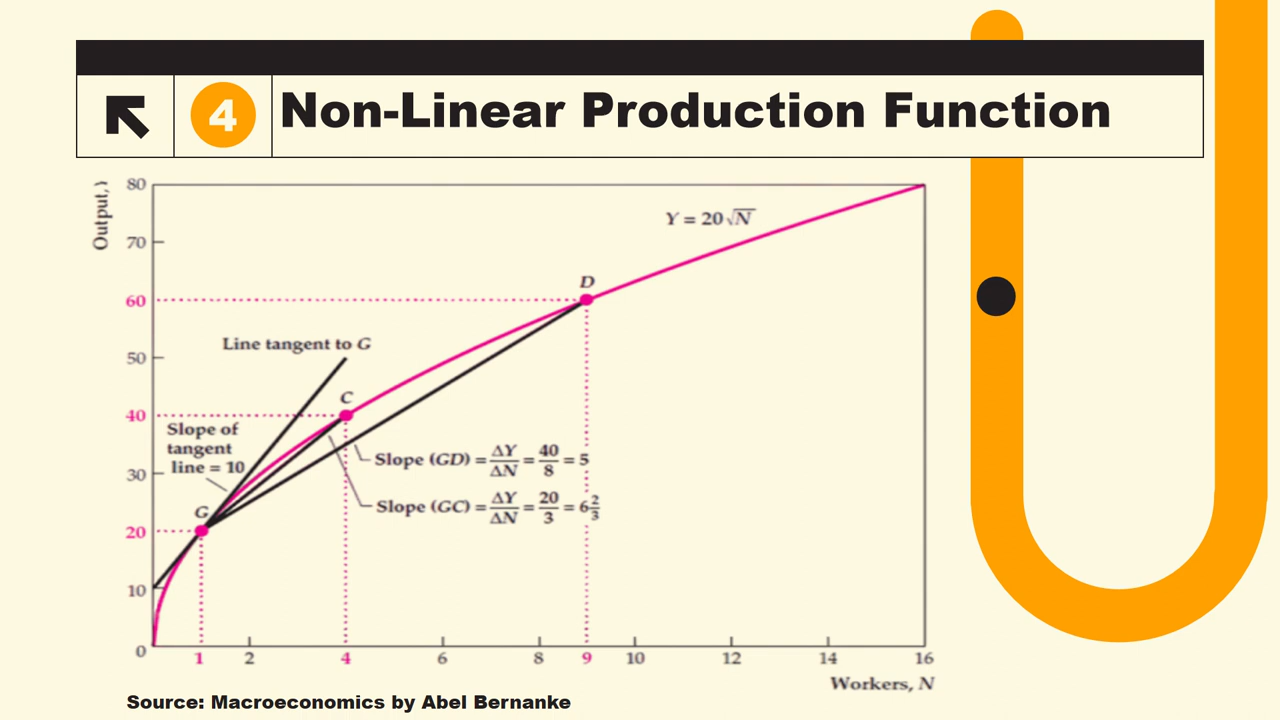 4 Non-Linear Production Function
Output,
80
70
60
50
40
30
20
10
0
Y = 20√N
D
Line tangent to G
C
Slope of
tangent
line = 10
G
Slope (GD) = ΔY/ΔN = 40/8 = 5
Slope (GC) = ΔY/ΔN = 20/3 = 6 2/3
1 2 4 6 8 9 10 12 14 16
Workers, N
Source: Macroeconomics by Abel Bernanke